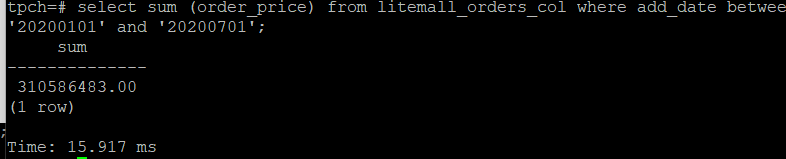 tpch=# select sum (order_price) from litemall_orders_col where add_date betwee
'20200101' and '20200701';
sum
--------------
310586483.00
(1 row)
;
Time: 15.917 ms